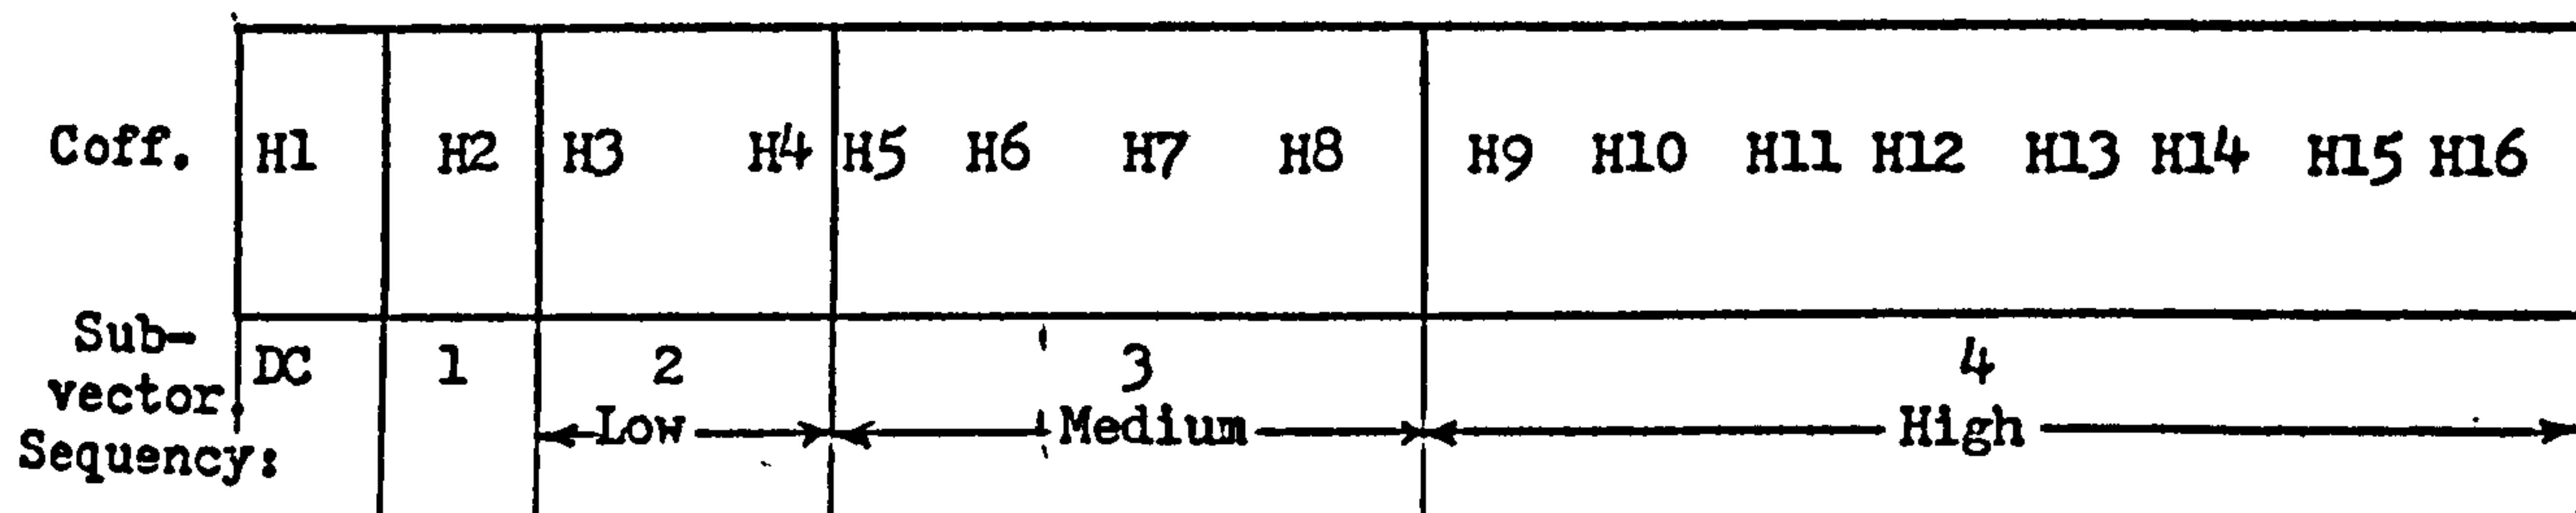 Coff. H1 H2 H3 H4 H5 H6 H7 H8 H9 H10 H11 H12 H13 H14 H15 H16
Sub-
vector DC 1 2 3 4
Sequency: Low Medium High